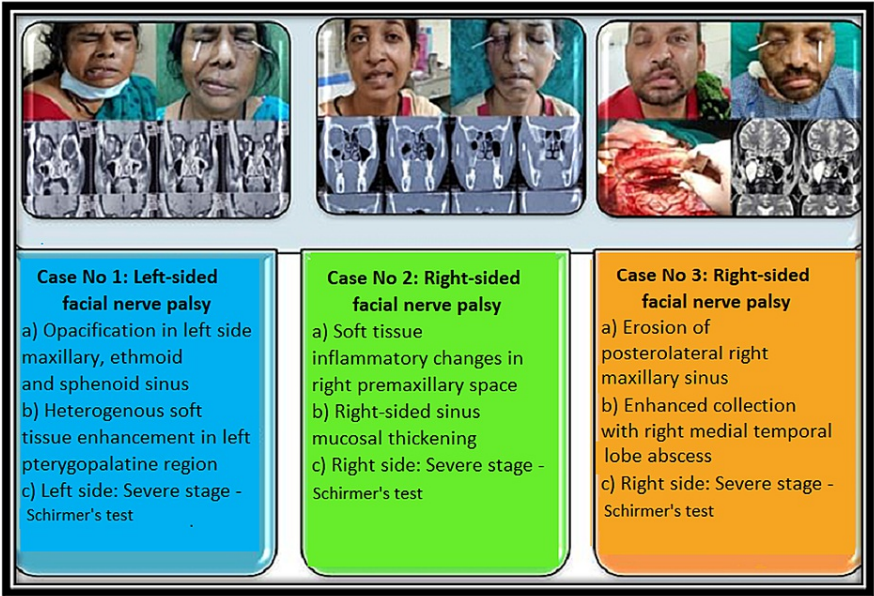 Case No 1: Left-sided
facial nerve palsy
a) Opacification in left side
maxillary, ethmoid
and sphenoid sinus
b) Heterogenous soft
tissue enhancement in left
pterygopalatine region
c) Left side: Severe stage -
Schirmer's test
Case No 2: Right-sided
facial nerve palsy
a) Soft tissue
inflammatory changes in
right premaxillary space
b) Right-sided sinus
mucosal thickening
c) Right side: Severe stage -
Schirmer's test
Case No 3: Right-sided
facial nerve palsy
a) Erosion of
posterolateral right
maxillary sinus
b) Enhanced collection
with right medial temporal
lobe abscess
c) Right side: Severe stage -
Schirmer's test